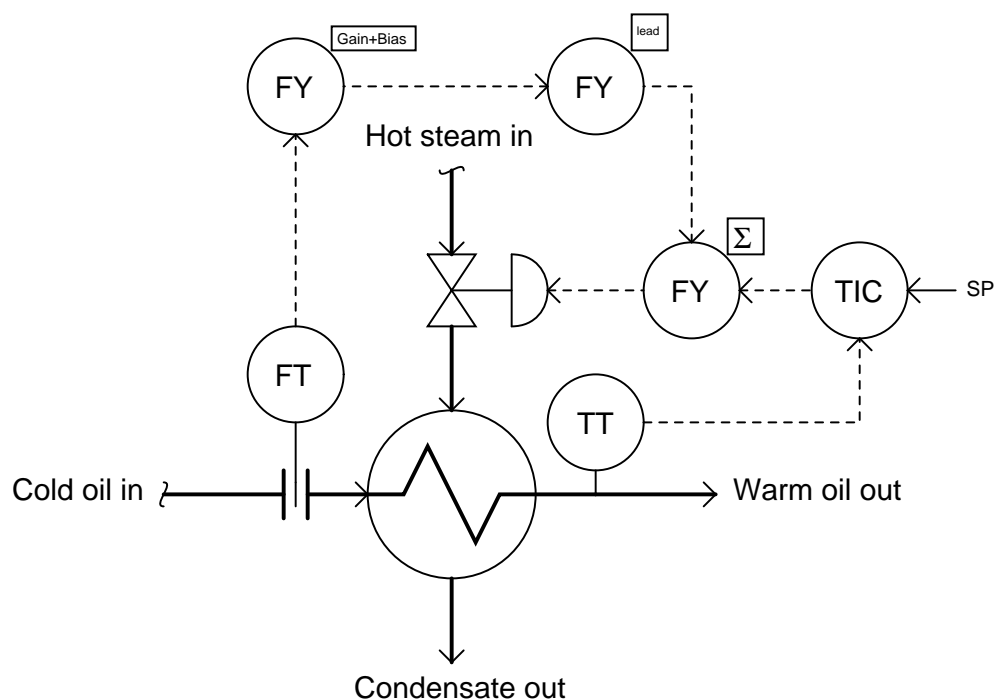 Gain+Bias
lead
FY
FY
Hot steam in
Σ
FY
TIC
SP
FT
TT
Cold oil in
Warm oil out
Condensate out